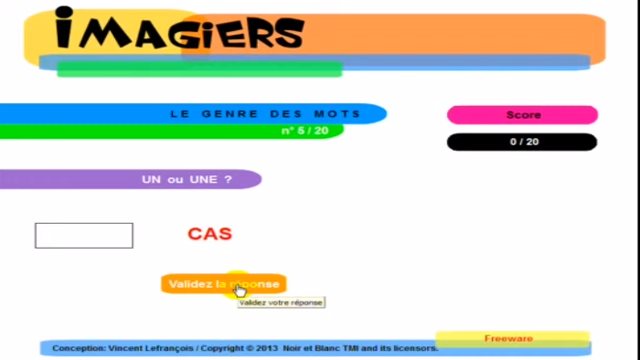 iMAGiERS
LE GENRE DES MOTS
n° 5 / 20
Score
0 / 20
UN ou UNE ?
CAS
Validez la réponse
Validez votre réponse
Freeware
Conception: Vincent Lefrançois / Copyright © 2013 Noir et Blanc TMI and its licensors.